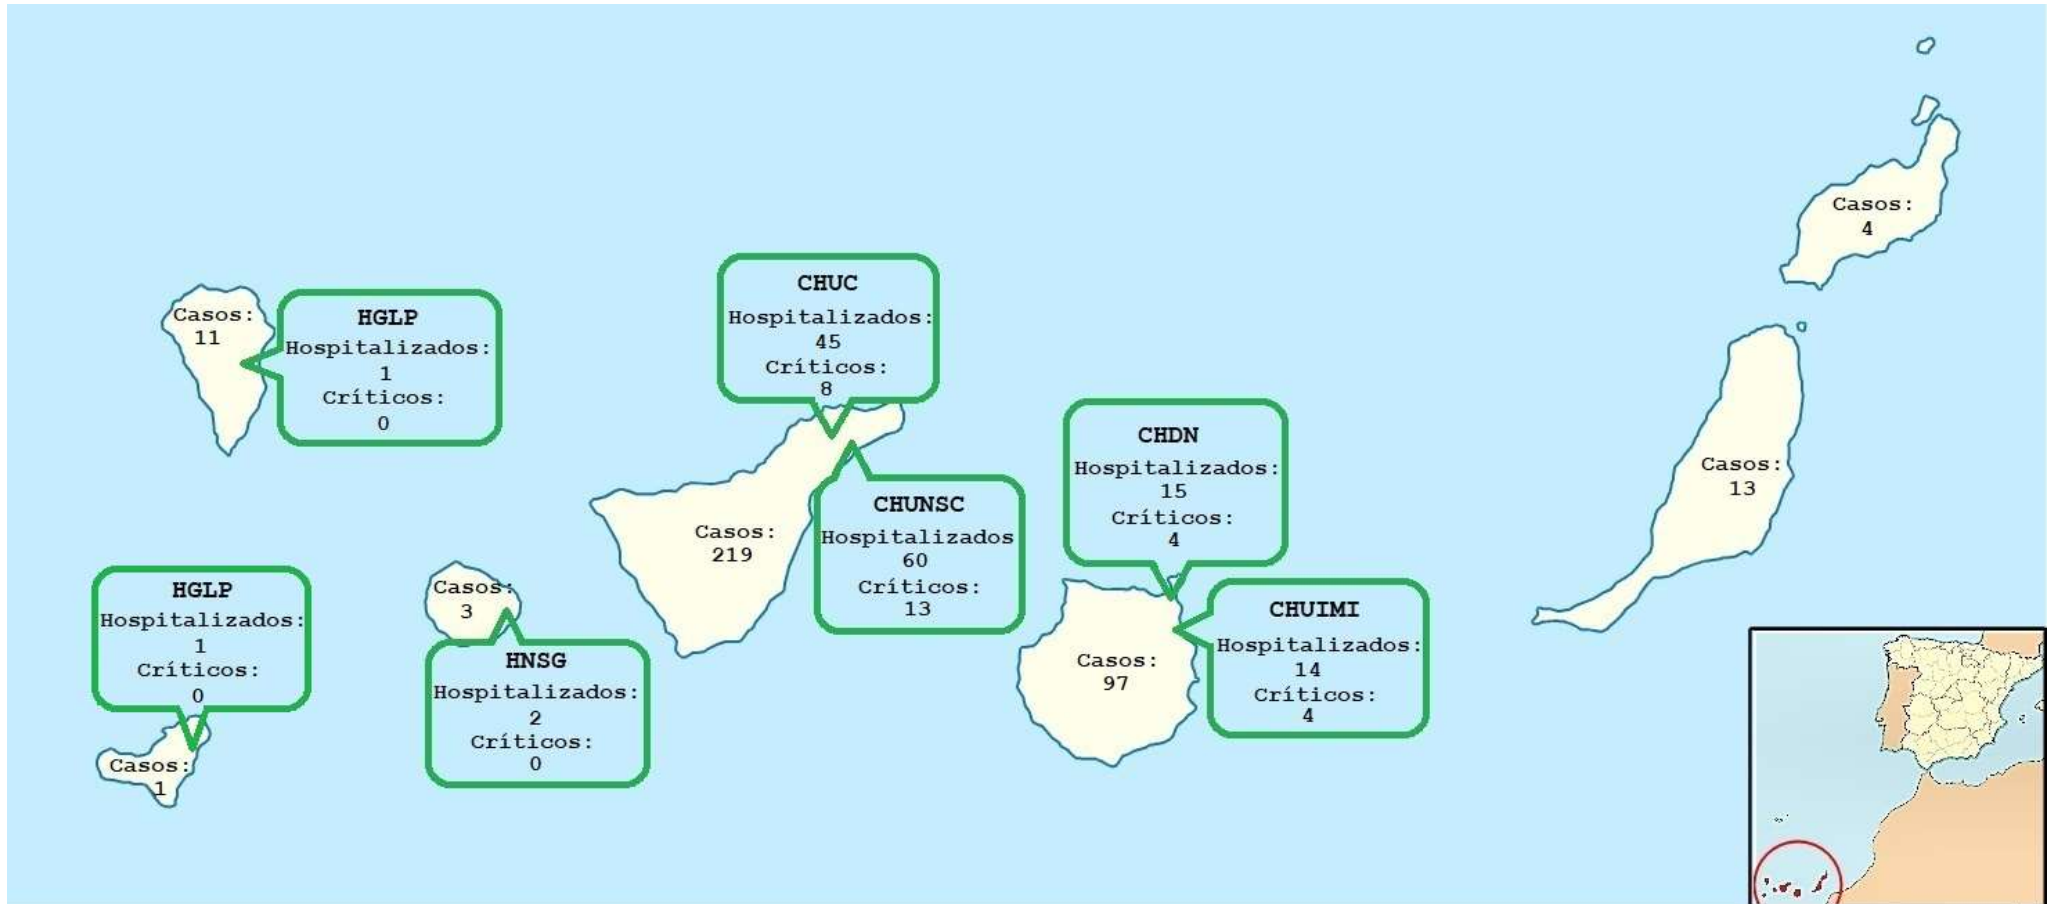 Casos:
11
HGLP
Hospitalizados:
1
Críticos:
0
CHUC
Hospitalizados:
45
Críticos:
8
Casos:
4
HGLP
Hospitalizados:
1
Críticos:
0
Casos:
1
Casos:
3
HNSG
Hospitalizados:
2
Críticos:
0
Casos:
219
CHUNSC
Hospitalizados
60
Críticos:
13
CHDN
Hospitalizados:
15
Críticos:
4
Casos:
97
CHUIMI
Hospitalizados:
14
Críticos:
4
Casos:
13